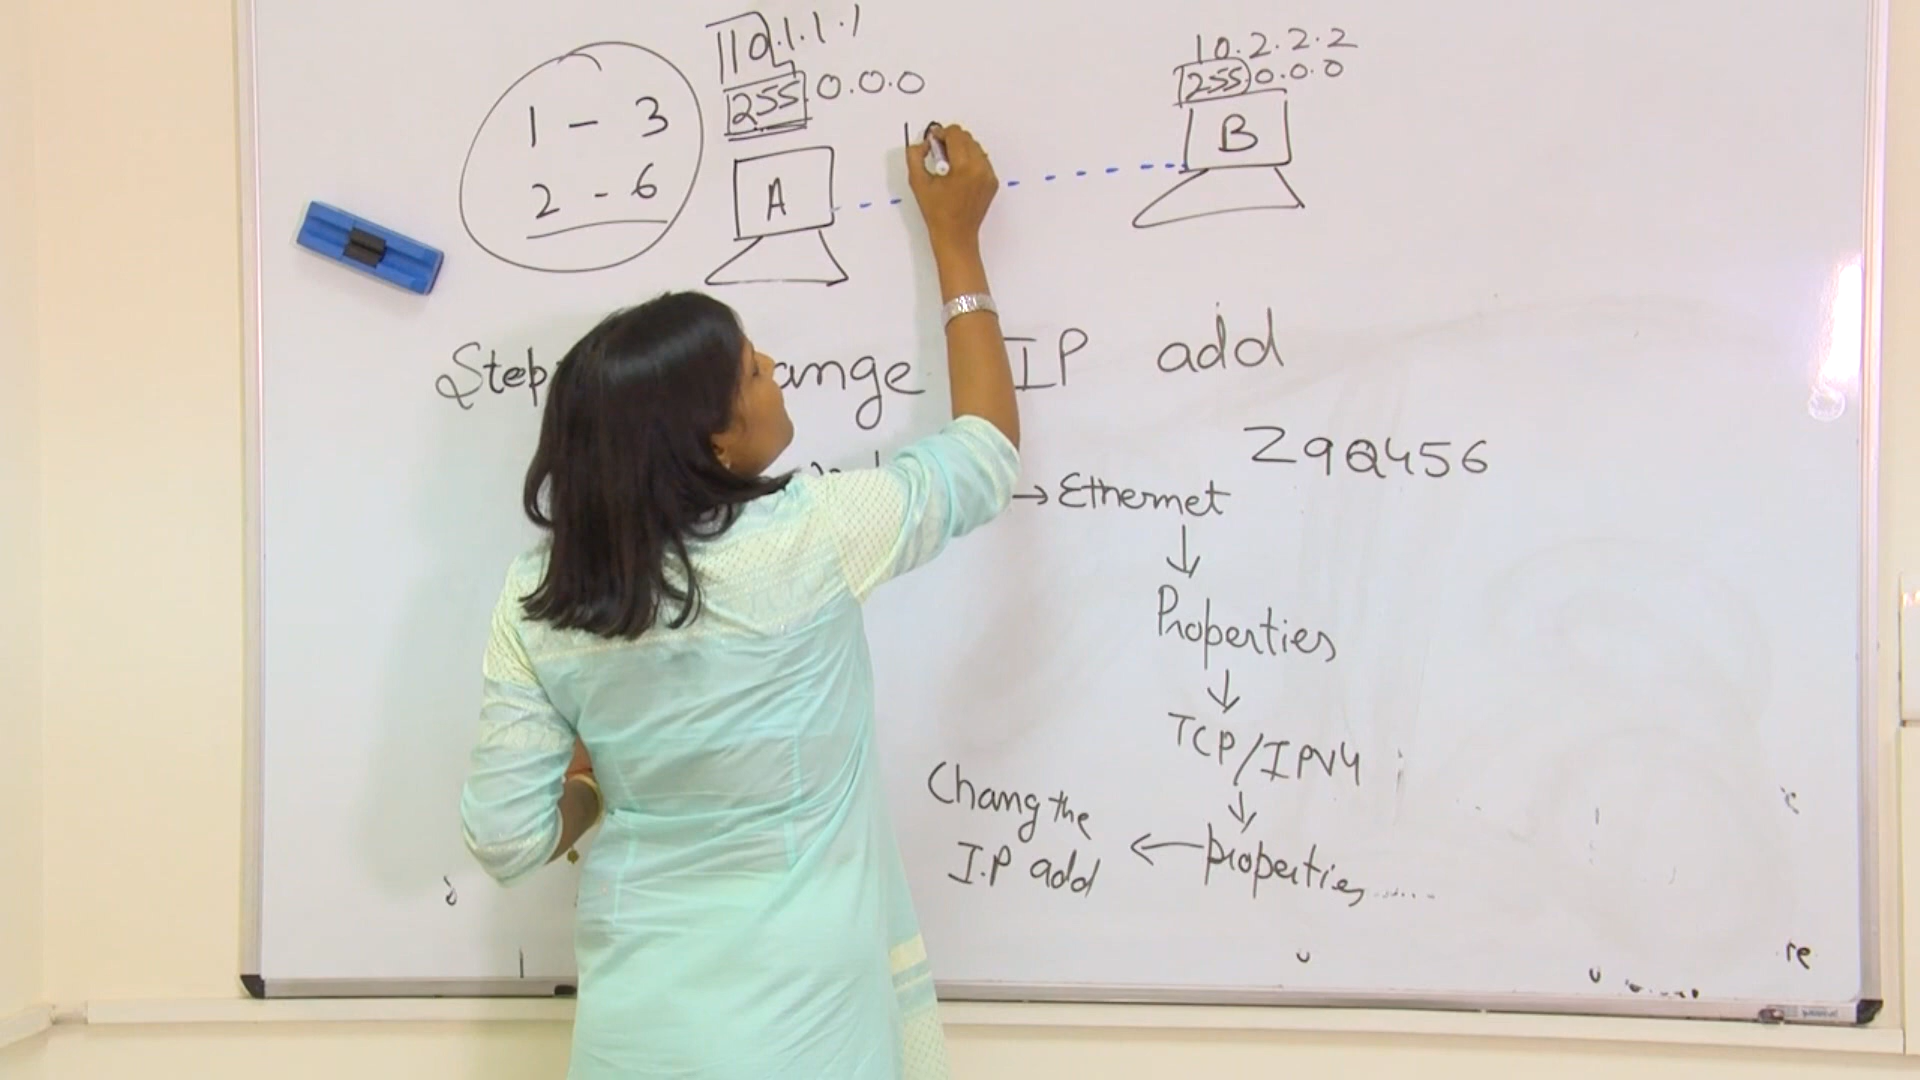 1 - 3
2 - 6
10.1.1.1
255.0.0.0
A
10.2.2.2
255.0.0.0
B
Step ange IP add
Z9Q456
→ Ethernet
↓
Properties
↓
TCP/IPV4
↓
properties.....
←
Chang the
I.P add
re